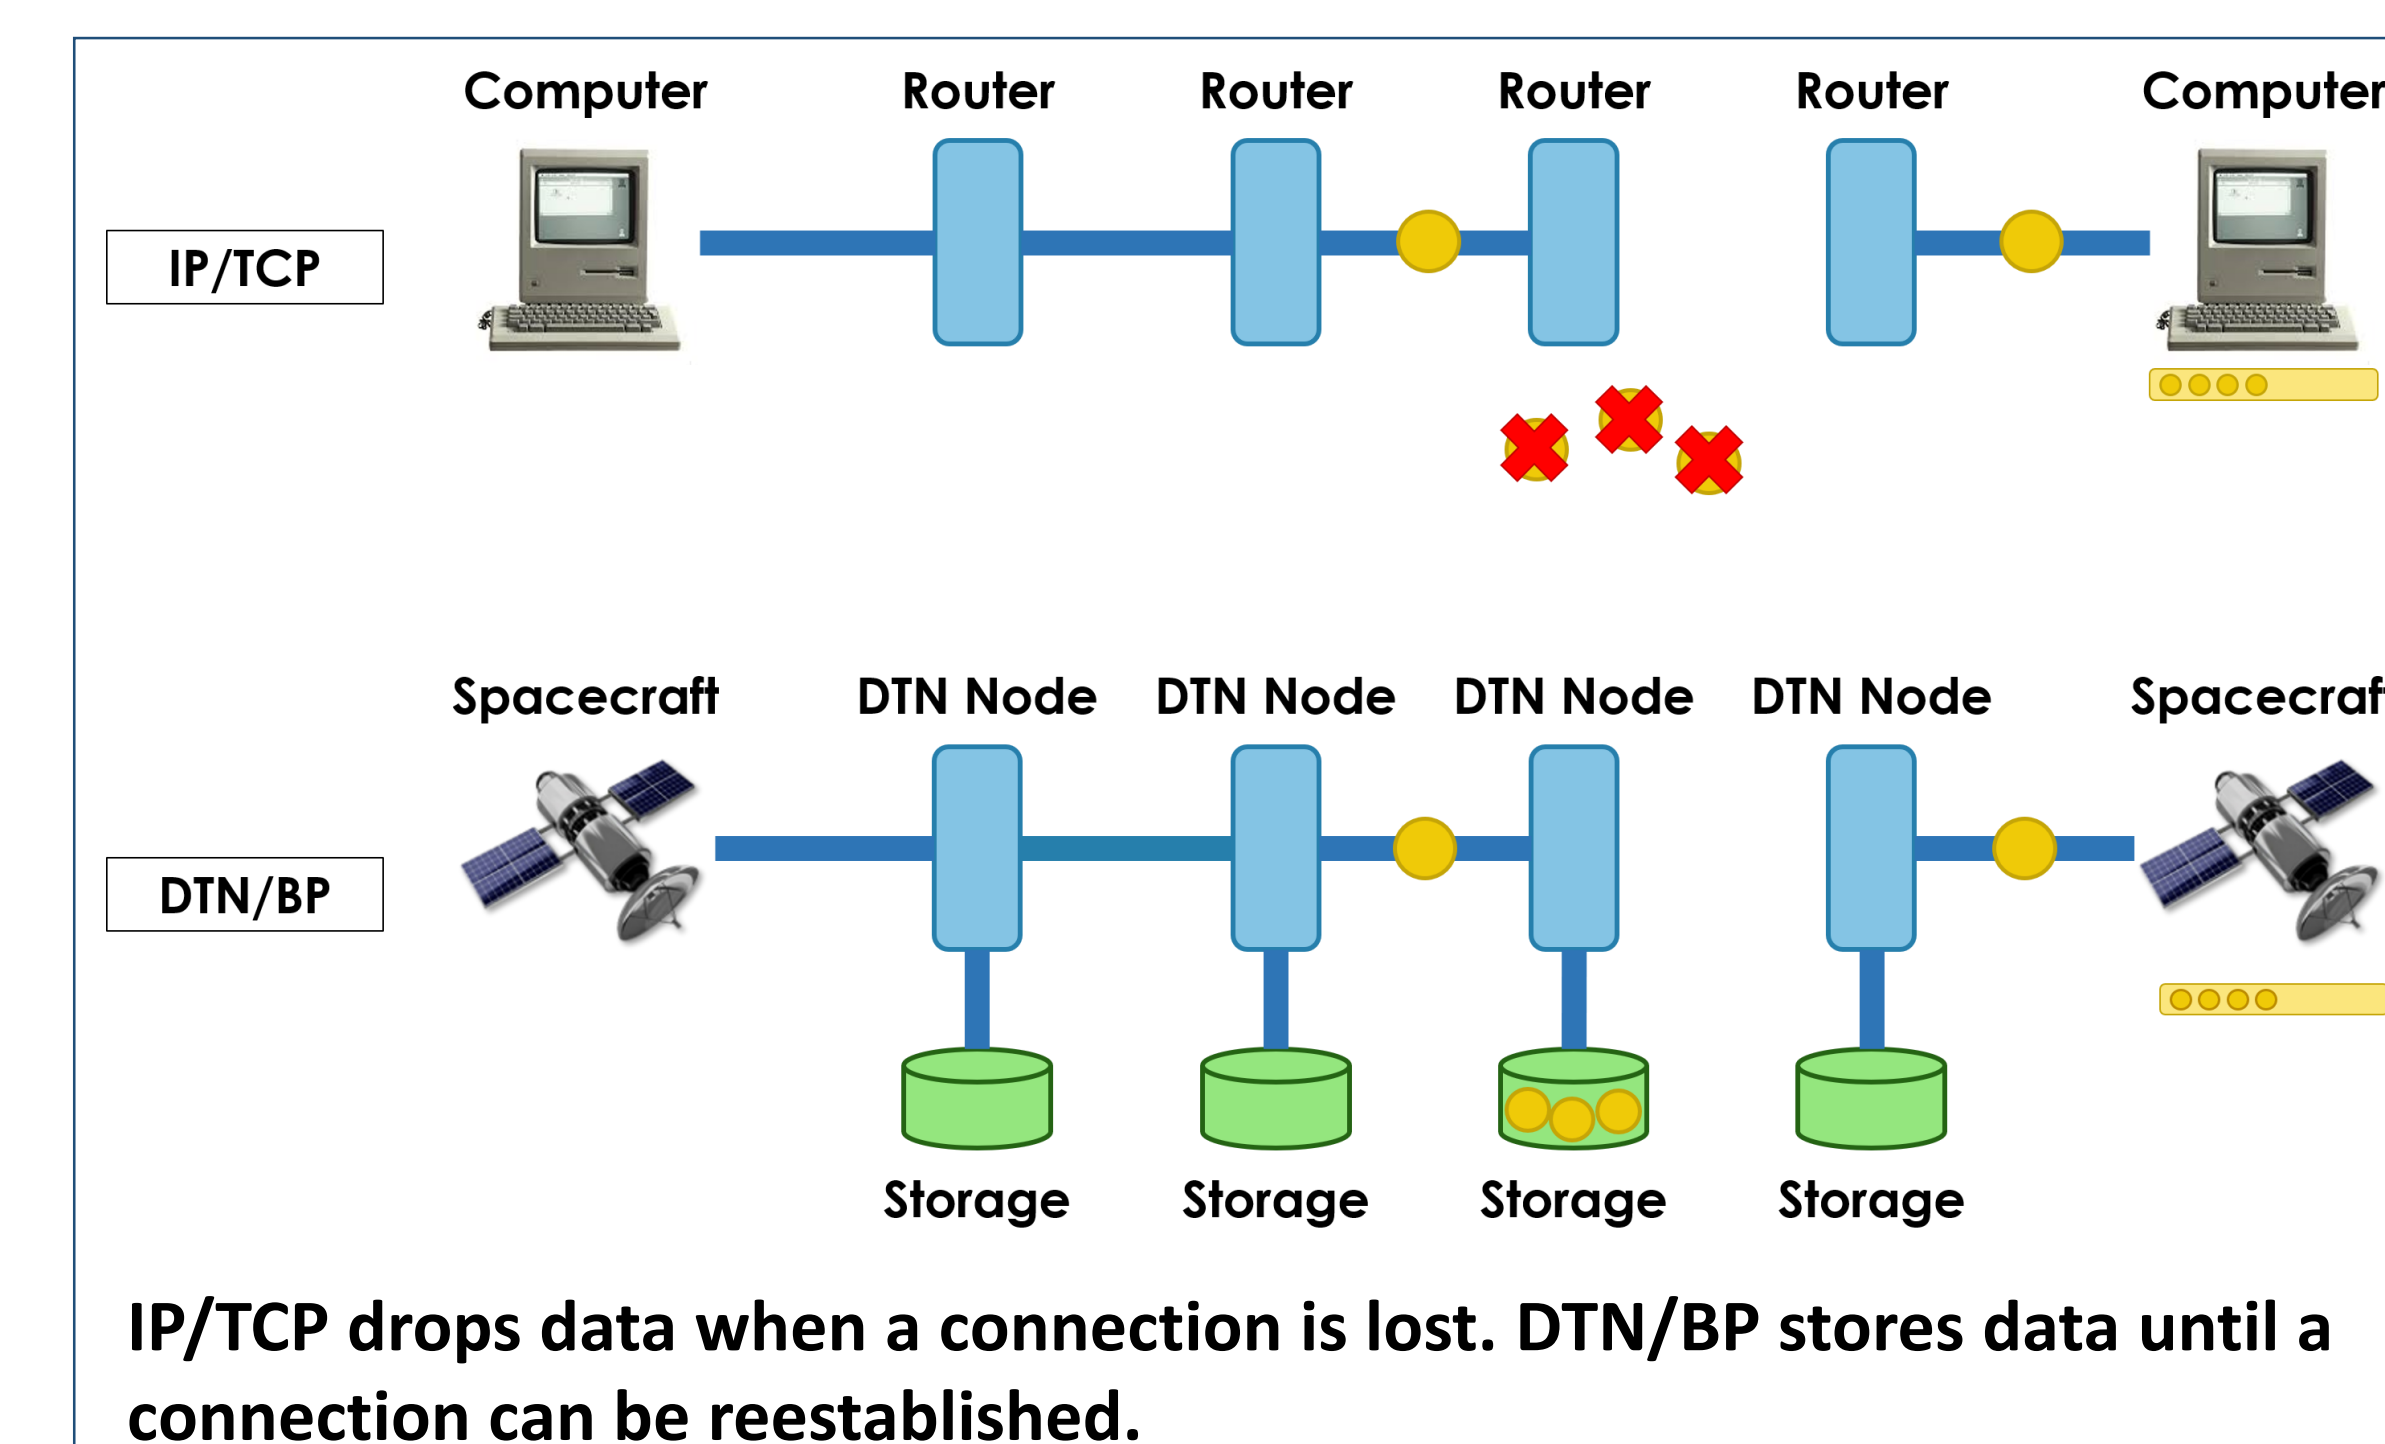 Computer Router Router Router Router Computer
IP/TCP
Spacecraft DTN Node DTN Node DTN Node DTN Node Spacecraft
DTN/BP
Storage Storage Storage Storage
IP/TCP drops data when a connection is lost. DTN/BP stores data until a
connection can be reestablished.